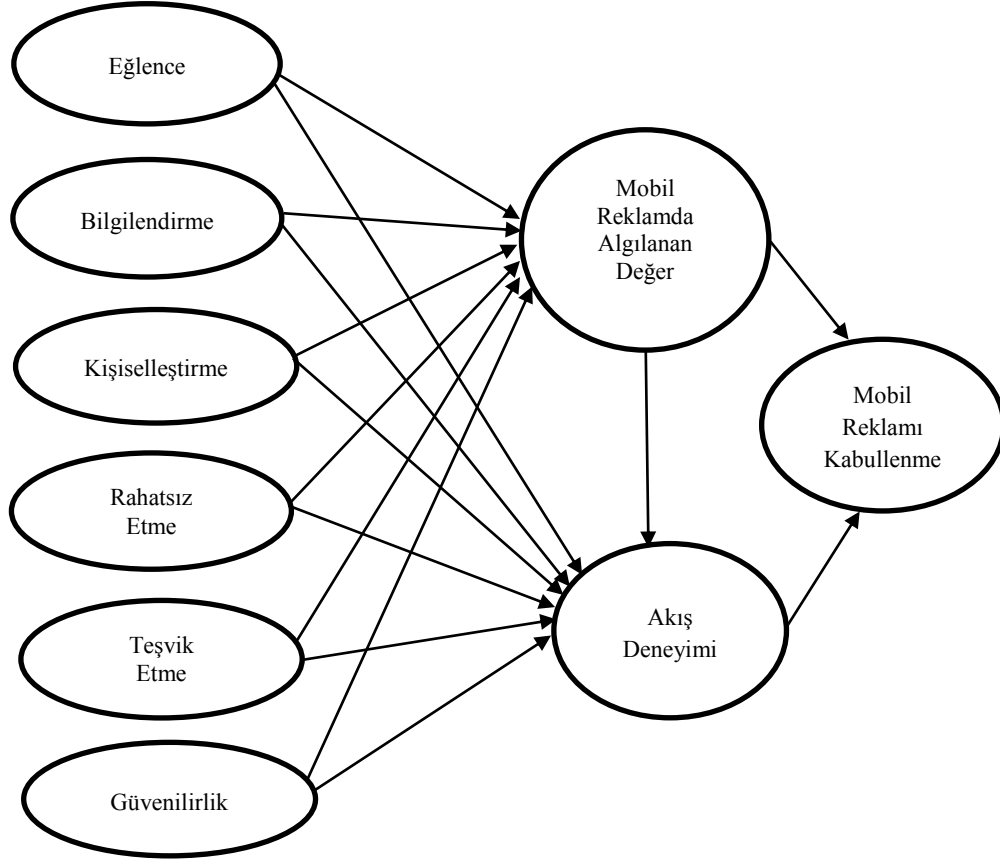 Eğlence
Bilgilendirme
Kişiselleştirme
Rahatsız
Etme
Teşvik
Etme
Güvenilirlik
Mobil
Reklamda
Algılanan
Değer
Akış
Deneyimi
Mobil
Reklamı
Kabullenme